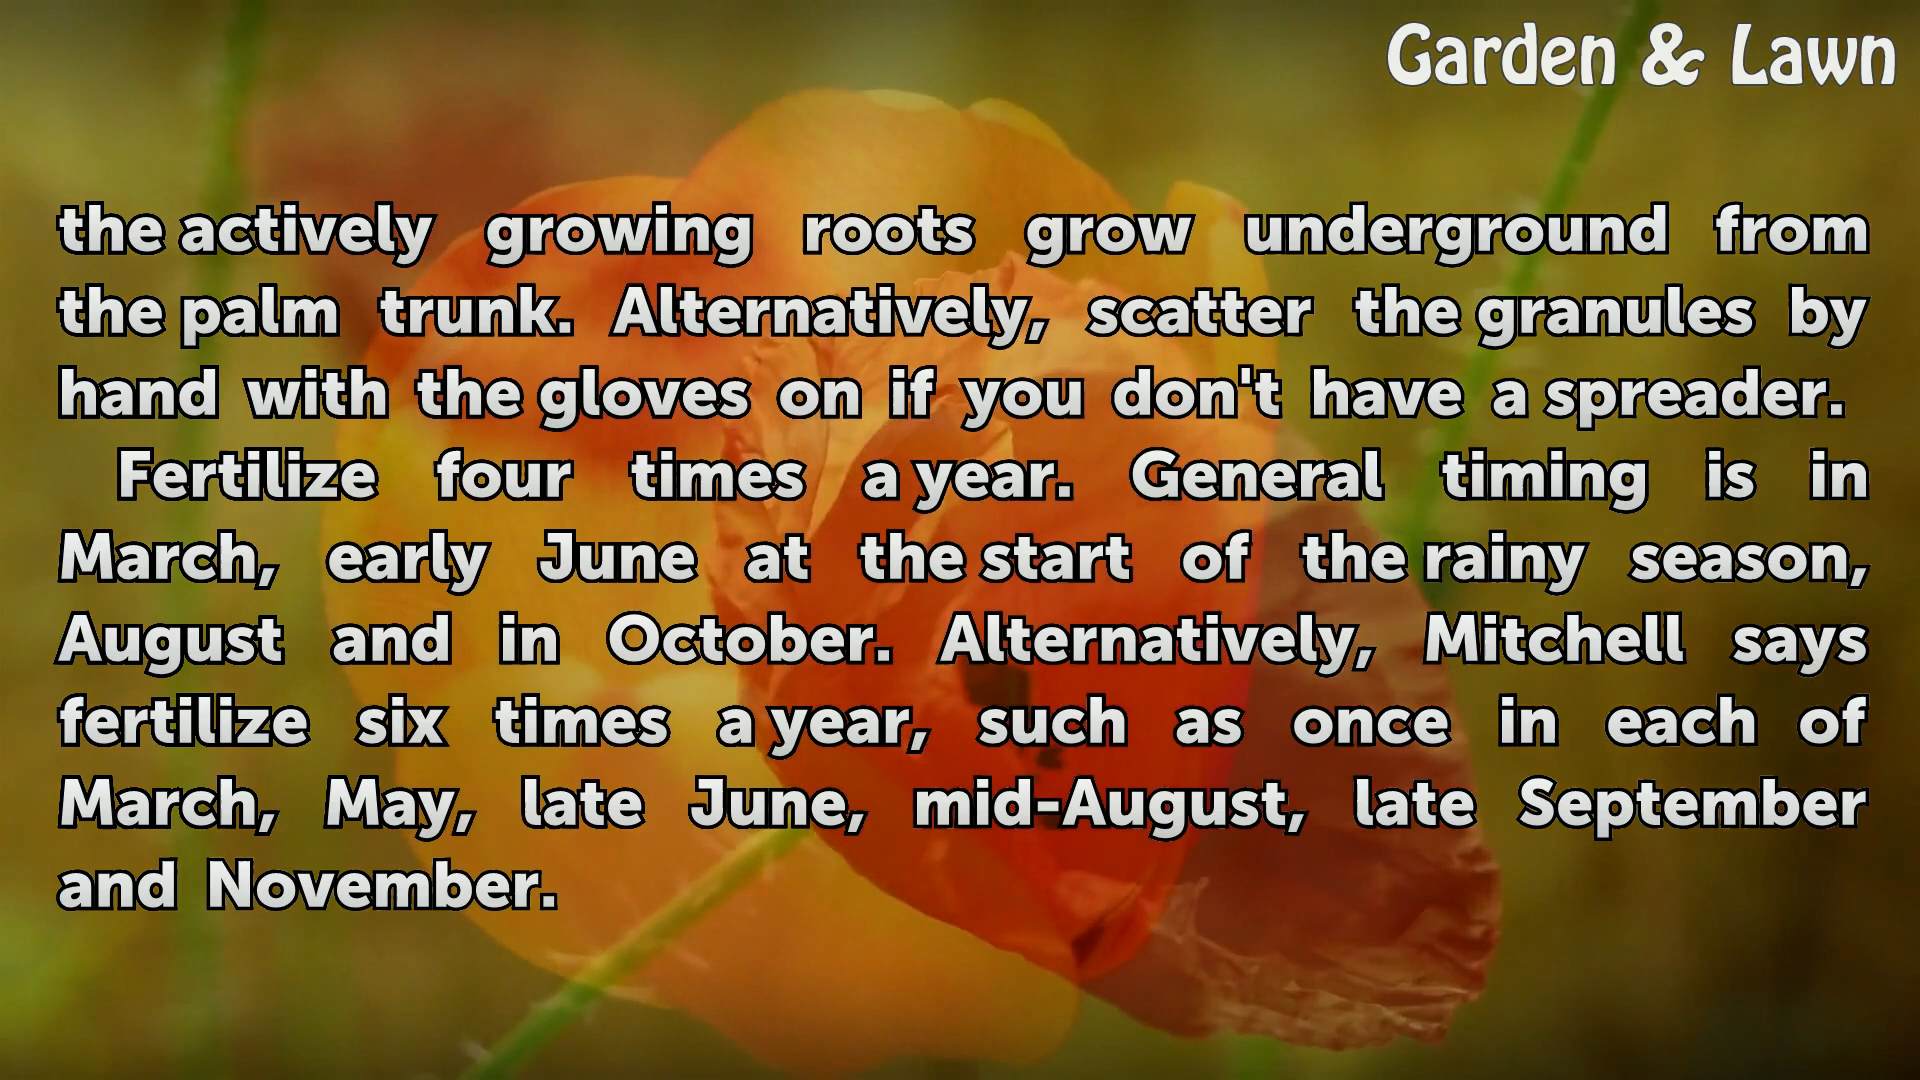 Garden & Lawn
the actively growing roots grow underground from
the palm trunk. Alternatively, scatter the granules by
hand with the gloves on if you don't have a spreader.
Fertilize four times a year. General timing is in
March, early June at the start of the rainy season,
August and in October. Alternatively, Mitchell says
fertilize six times a year, such as once in each of
March, May, late June, mid-August, late September
and November.